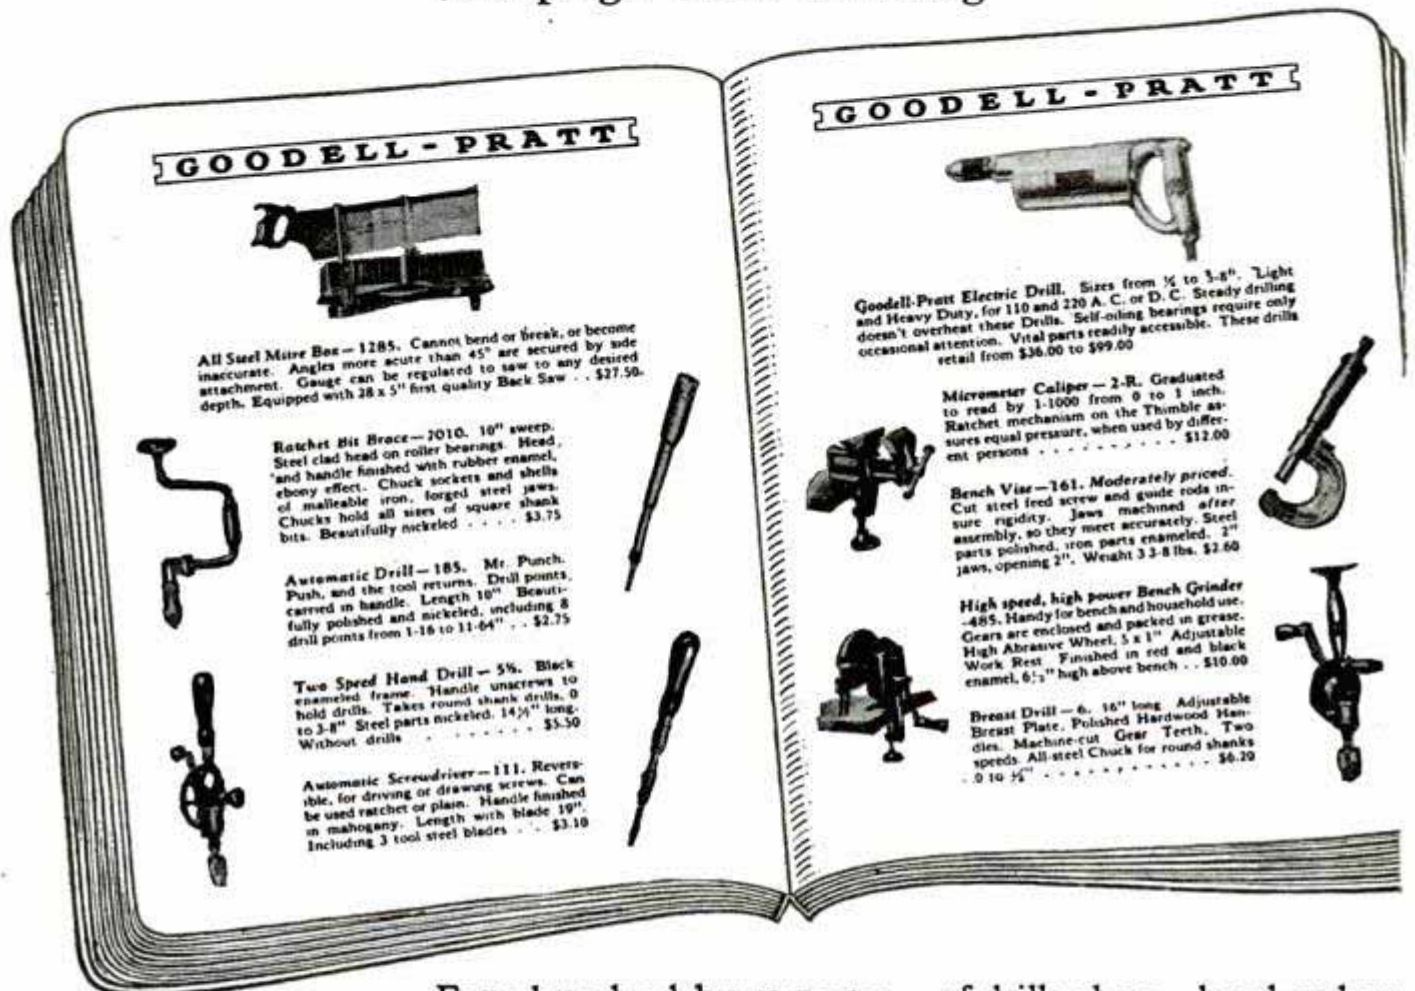 GOODELL-PRATT
All Steel Mitre Box—1285. Cannot bend or break, or become
inaccurate. Angles more acute than 45° are secured by side
attachment. Gauge can be regulated to saw to any desired
depth. Equipped with 28 x 5" first quality Back Saw . . $27.50.
Ratchet Bit Brace—7010. 10" sweep.
Steel clad head on roller bearings. Head,
and handle finished with rubber enamel,
ebony effect. Chuck sockets and shells
of malleable iron, forged steel jaws.
Chucks hold all sizes of square shank
bits. Beautifully nickeled . . . . $3.75
Automatic Drill—185. Mr. Punch.
Push, and the tool returns. Drill points,
carried in handle. Length 10" Beauti-
fully polished and nickeled, including 8
drill points from 1-16 to 11-64" . . $2.75
Two Speed Hand Drill—5½. Black
enameled frame. Handle unscrews to
hold drills. Takes round shank drills, 0
to 3-8" Steel parts nickeled. 14½" long.
Without drills . . . . . . . $5.50
Automatic Screwdriver—111. Revers-
ible, for driving or drawing screws. Can
be used ratchet or plain. Handle finished
in mahogany. Length with blade 19".
Including 3 tool steel blades . . . $3.10
GOODELL-PRATT
Goodell-Pratt Electric Drill. Sizes from to 3-8". Light
and Heavy Duty, for 110 and 220 A. C. or D. C. Steady drilling
doesn't overheat these Drills. Self-oiling bearings require only
occasional attention. Vital parts readily accessible. These drills
retail from $36.00 to $99.00
Micrometer Caliper—2-R. Graduated
to read by 1-1000 from 0 to 1 inch.
Ratchet mechanism on the Thimble as-
sures equal pressure, when used by differ-
ent persons . . . . . . . . $12.00
Bench Vise—161. Moderately priced.
Cut steel feed screw and guide rods in-
sure rigidity. Jaws machined after
assembly, so they meet accurately. Steel
parts polished, iron parts enameled. 2"
jaws, opening 2". Weight 3 3-8 lbs. $2.60
High speed, high power Bench Grinder
-485. Handy for bench and household use.
Gears are enclosed and packed in grease.
High Abrasive Wheel, 5 x 1" Adjustable
Work Rest Finished in red and black
enamel, 6½" high above bench . . $10.00
Breast Drill—6. 16" long Adjustable
Breast Plate, Polished Hardwood Han-
dles. Machine-cut Gear Teeth, Two
speeds. All-steel Chuck for round shanks
0 to ½" . . . . . . . . . . $6.20